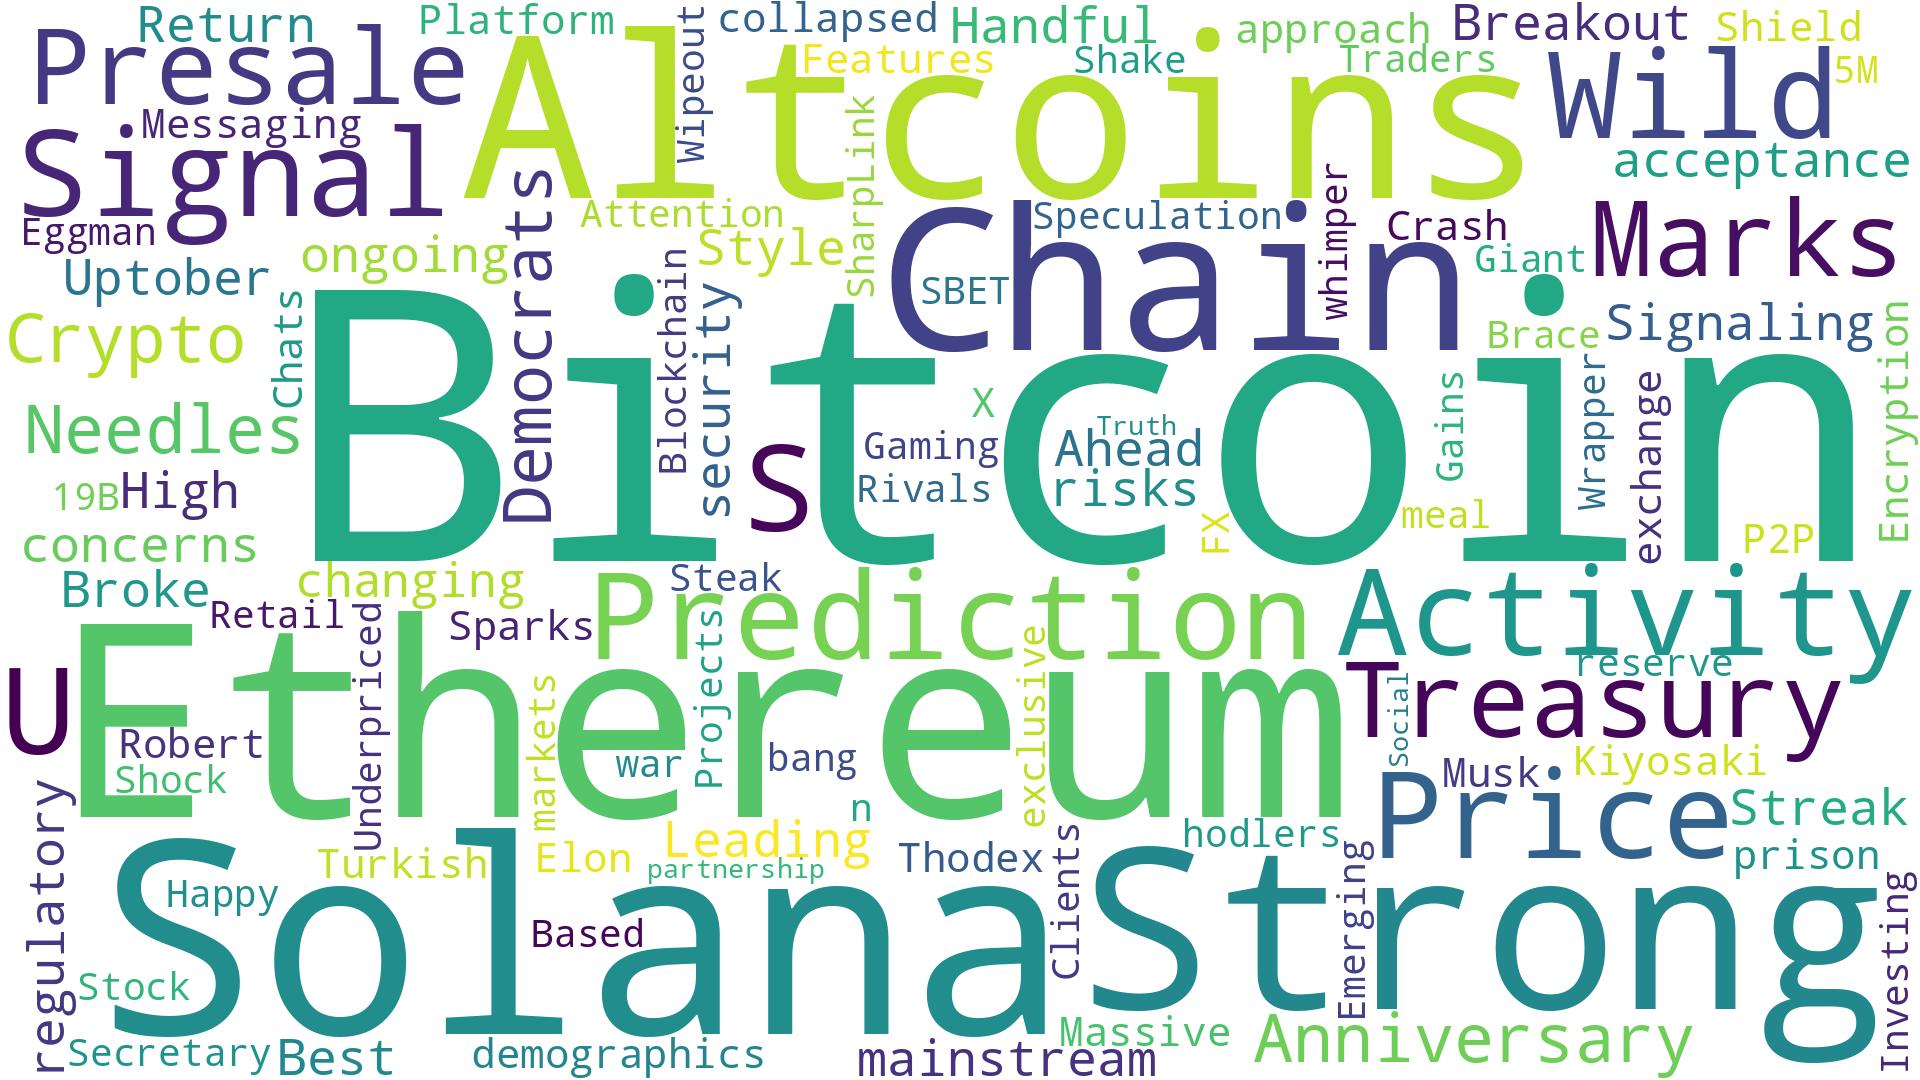 Return
Platform
Wipeout
collapsed
Handful
approach
Breakout
Shield
Presale
Altcoins
Features
Shake
Traders
Wild
5M
Messaging
Signal
SharpLink
acceptance
Eggman
Democrats
Attention
Chain
Speculation
whimper
Crash
Marks
ongoing
Style
Giant
Uptober
Blockchain
security
SBET
Brace
Signaling
Crypto
Chats
Bitcoin
Encryption
Needles
s
X
Truth
Gaming
Ahead
Gains
Wrapper
exchange
19B
High
Rivals
risks
FX
meal
P2P
concerns
Broke
changing
Steak
Prediction
Activity
Retail
Underpriced
Sparks
Projects
exclusive
reserve
U
Ethereum
Treasury
Robert
markets
war
bang
Social
Musk
Kiyosaki
Shock
n
Price
Streak
regulatory
Turkish
Elon
Leading
partnership
Thodex
Clients
hodlers
Emerging
prison
Happy
Solana
Strong
Investing
Based
Stock
Secretary
Best
demographics
mainstream
Massive
Anniversary